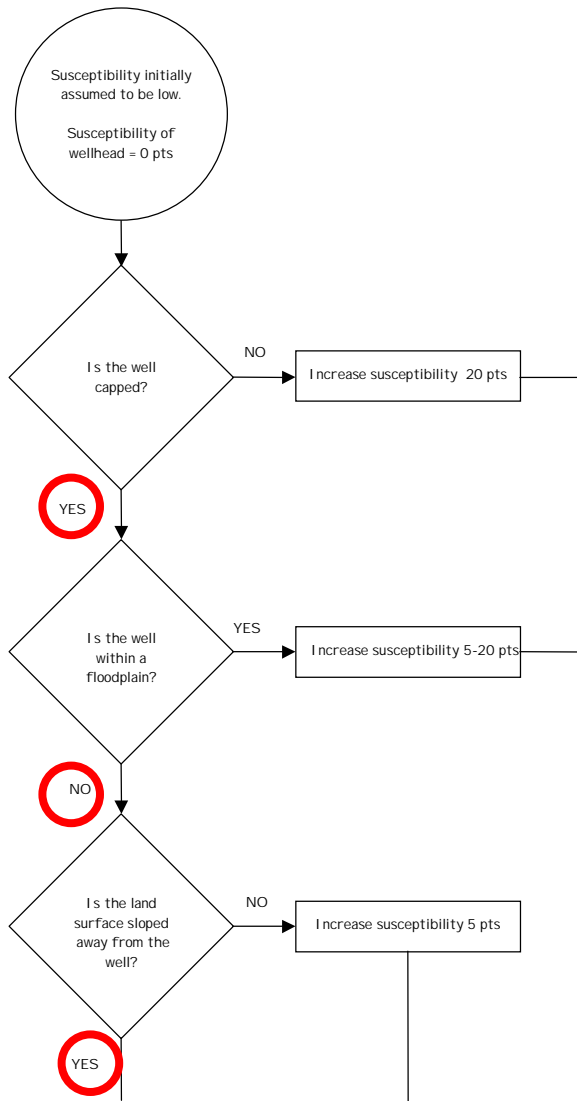 Susceptibility initially
assumed to be low.
Susceptibility of
wellhead = 0 pts
Is the well
capped?
NO
Increase susceptibility 20 pts
YES
Is the well
within a
floodplain?
YES
Increase susceptibility 5-20 pts
NO
Is the land
surface sloped
away from the
well?
NO
Increase susceptibility 5 pts
YES